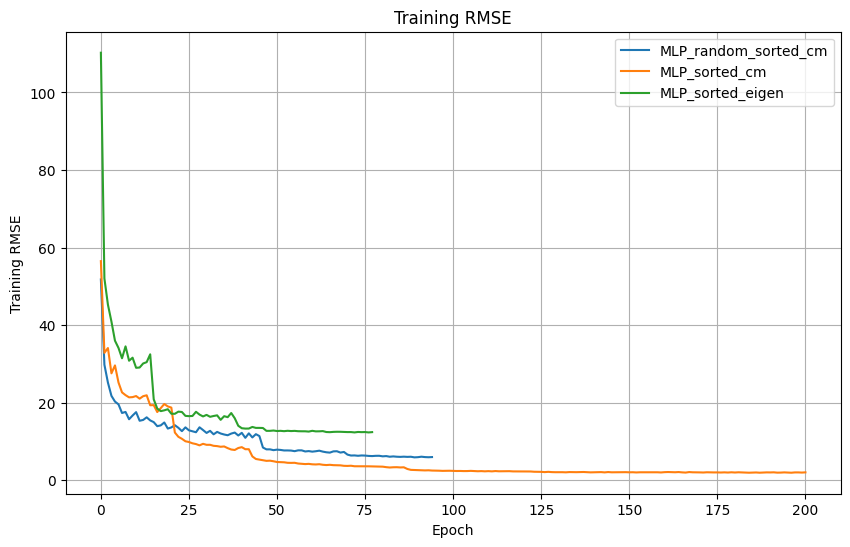 Training RMSE
MLP_random_sorted_cm
MLP_sorted_cm
MLP_sorted_eigen
100
80
60
40
20
0
Training RMSE
0 25 50 75 100 125 150 175 200
Epoch